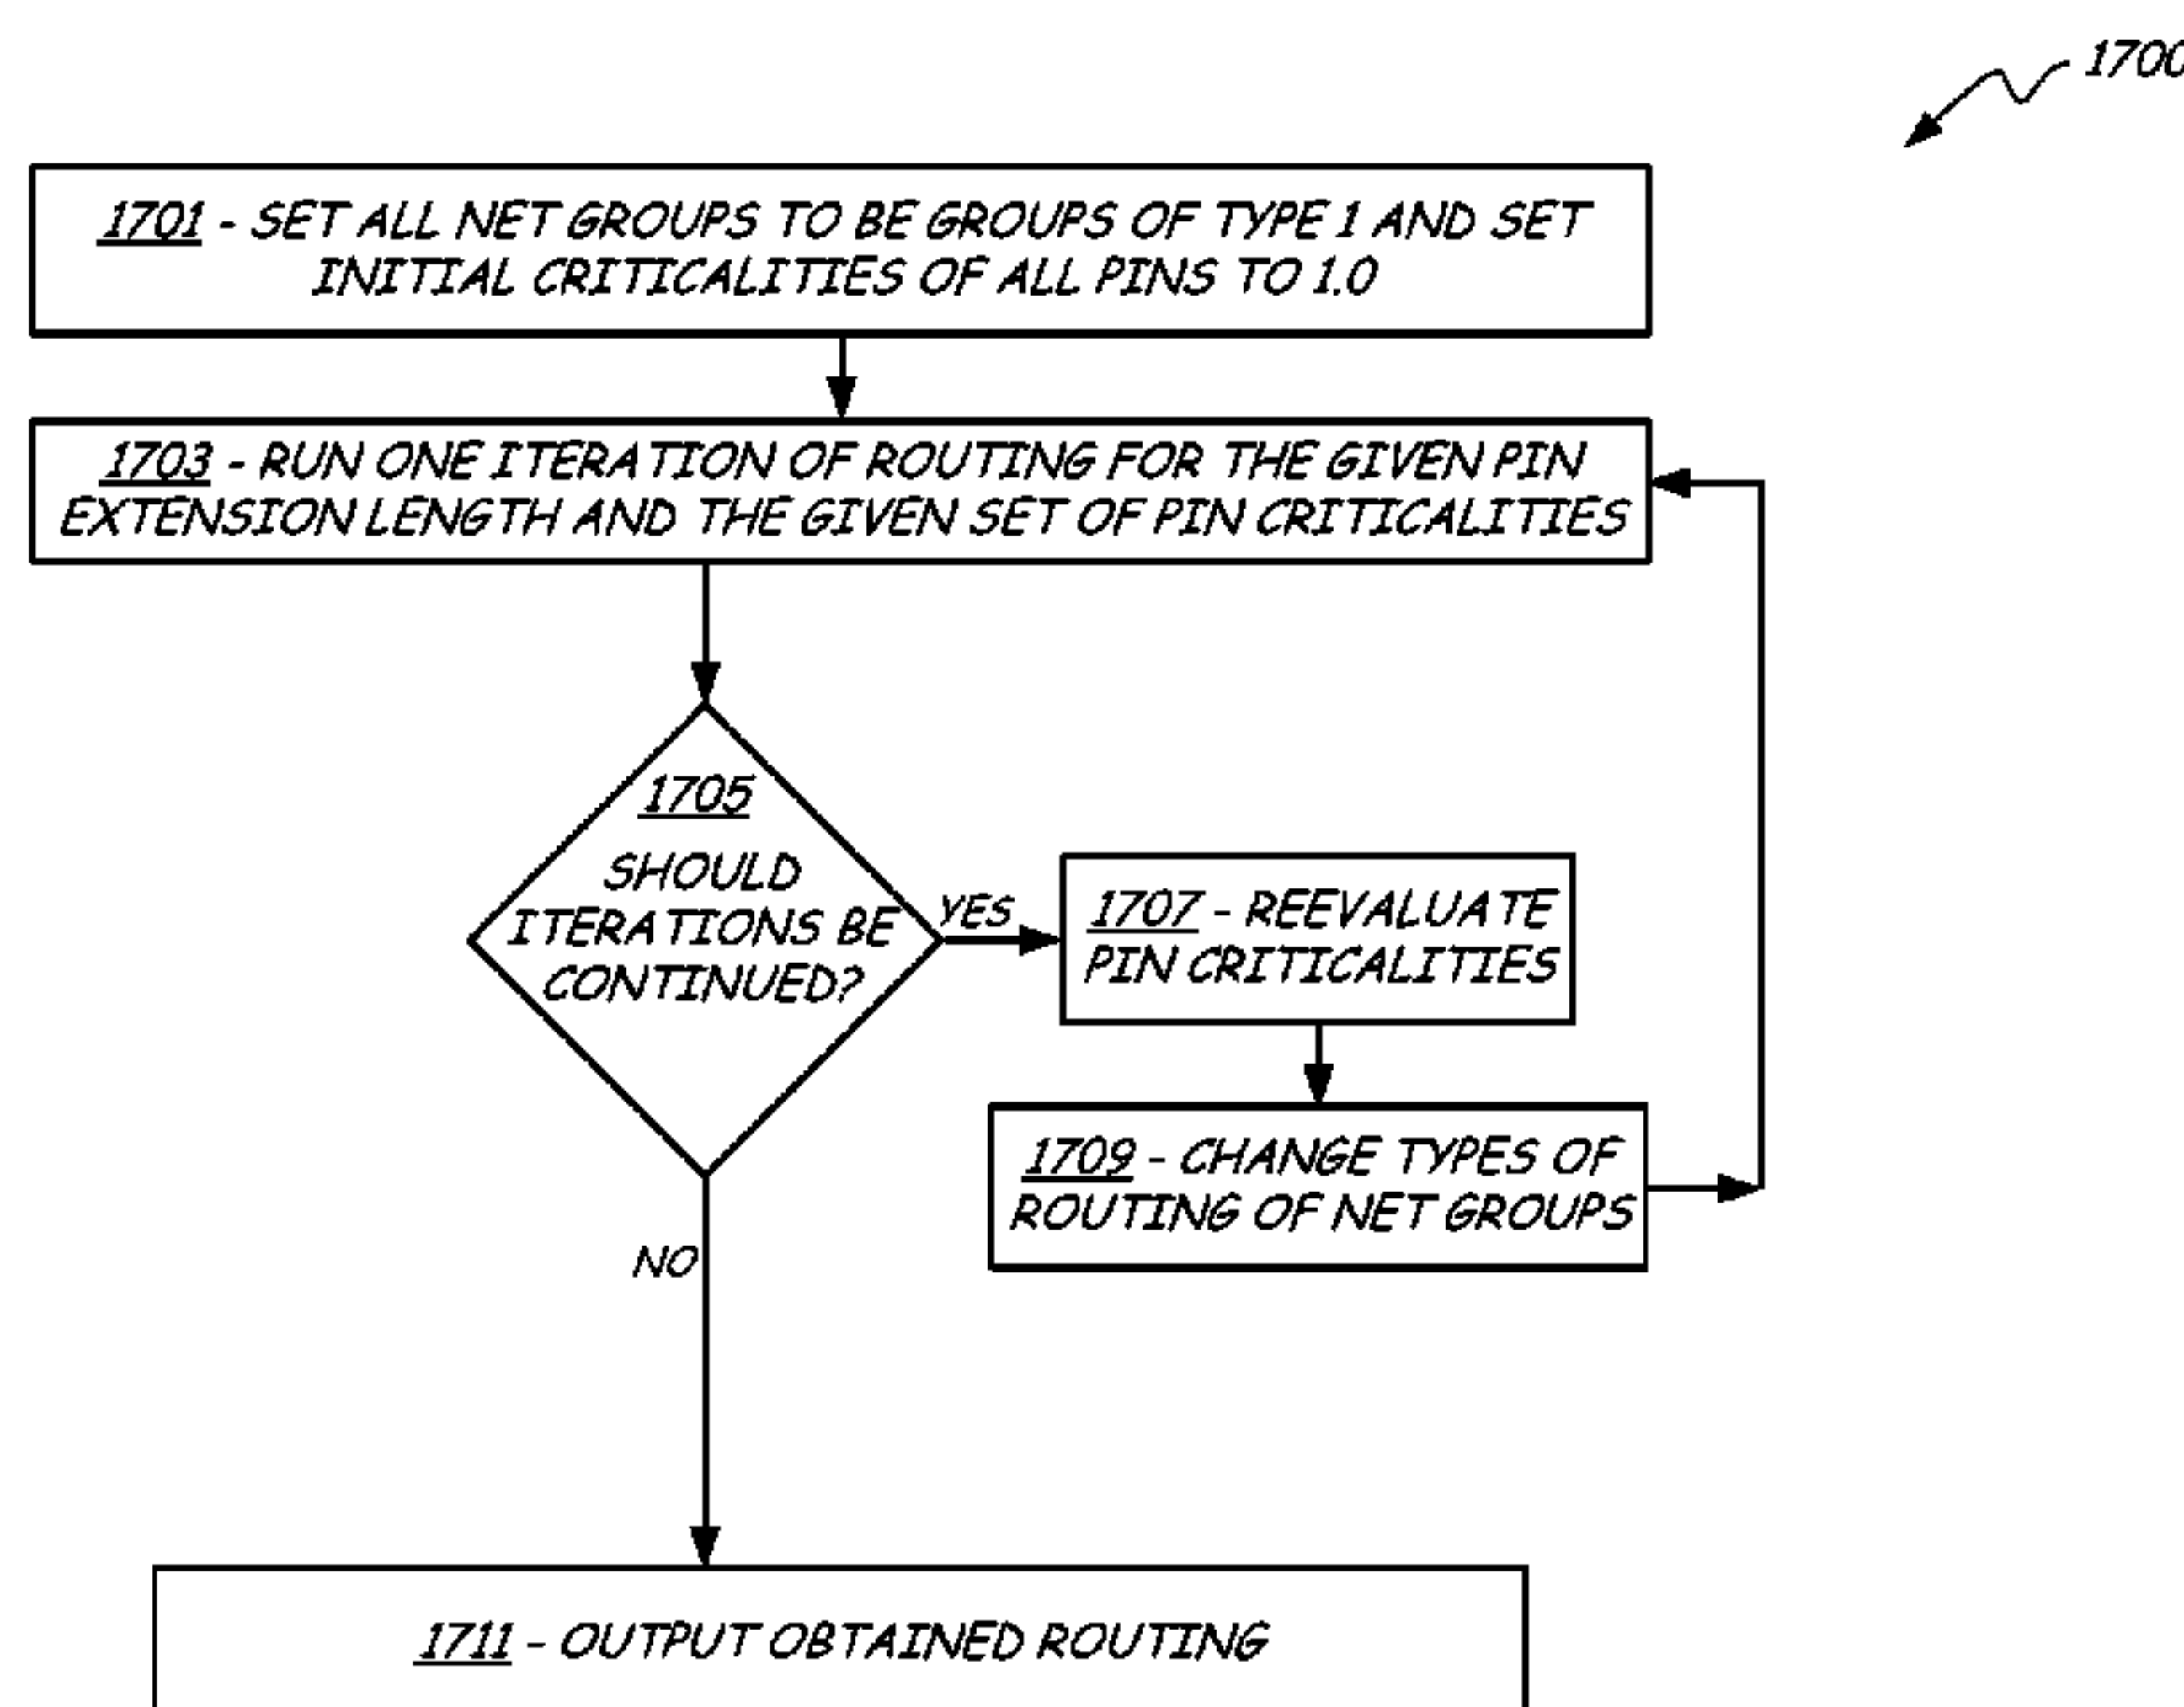 1700
1701 - SET ALL NET GROUPS TO BE GROUPS OF TYPE 1 AND SET
INITIAL CRITICALITIES OF ALL PINS TO 1.0
1703 - RUN ONE ITERATION OF ROUTING FOR THE GIVEN PIN
EXTENSION LENGTH AND THE GIVEN SET OF PIN CRITICALITIES
1705
SHOULD
ITERATIONS BE
CONTINUED?
YES
1707 - REEVALUATE
PIN CRITICALITIES
1709 - CHANGE TYPES OF
ROUTING OF NET GROUPS
NO
1711 - OUTPUT OBTAINED ROUTING